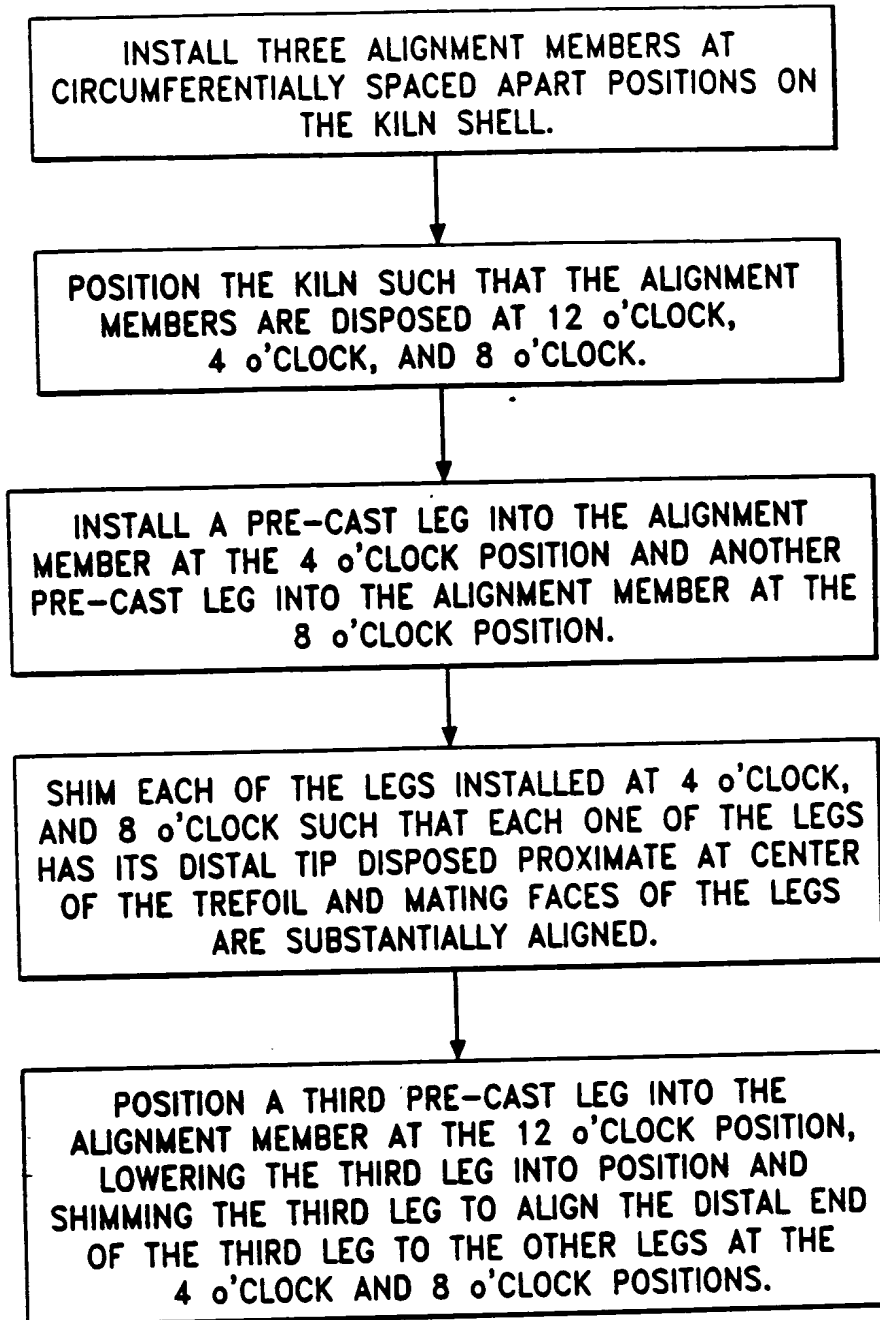 INSTALL THREE ALIGNMENT MEMBERS AT
CIRCUMFERENTIALLY SPACED APART POSITIONS ON
THE KILN SHELL.
POSITION THE KILN SUCH THAT THE ALIGNMENT
MEMBERS ARE DISPOSED AT 12 o'CLOCK,
4 o'CLOCK, AND 8 o'CLOCK.
INSTALL A PRE-CAST LEG INTO THE ALIGNMENT
MEMBER AT THE 4 o'CLOCK POSITION AND ANOTHER
PRE-CAST LEG INTO THE ALIGNMENT MEMBER AT THE
8 o'CLOCK POSITION.
SHIM EACH OF THE LEGS INSTALLED AT 4 o'CLOCK,
AND 8 o'CLOCK SUCH THAT EACH ONE OF THE LEGS
HAS ITS DISTAL TIP DISPOSED PROXIMATE AT CENTER
OF THE TREFOIL AND MATING FACES OF THE LEGS
ARE SUBSTANTIALLY ALIGNED.
POSITION A THIRD PRE-CAST LEG INTO THE
ALIGNMENT MEMBER AT THE 12 o'CLOCK POSITION,
LOWERING THE THIRD LEG INTO POSITION AND
SHIMMING THE THIRD LEG TO ALIGN THE DISTAL END
OF THE THIRD LEG TO THE OTHER LEGS AT THE
4 o'CLOCK AND 8 o'CLOCK POSITIONS.